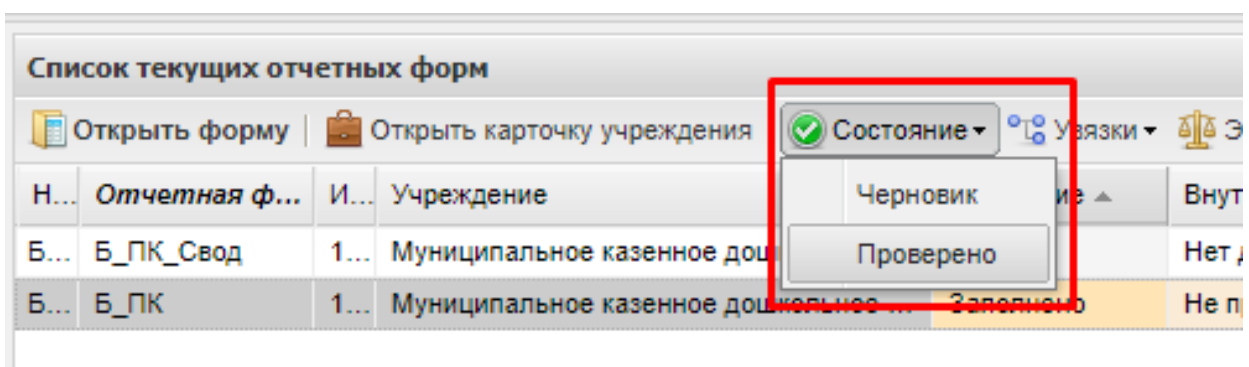 Список текущих отчетных форм
Открыть форму Открыть карточку учреждения Состояние Увязки Э
Н... Отчетная ф... И... Учреждение Черновик ие Внут
Б... Б_ПК_Свод 1... Муниципальное казенное дош Проверено Нет
Б... Б_ПК 1... Муниципальное казенное дошкольное ... Заполнено Не п